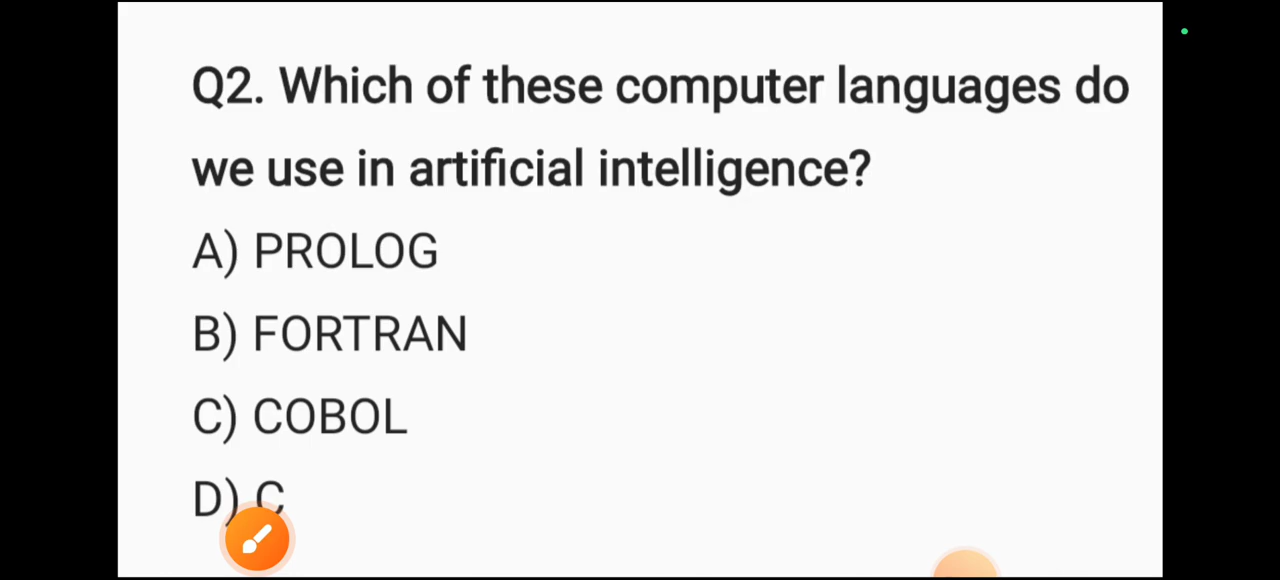 Q2. Which of these computer languages do
we use in artificial intelligence?
A) PROLOG
B) FORTRAN
C) COBOL
D) C